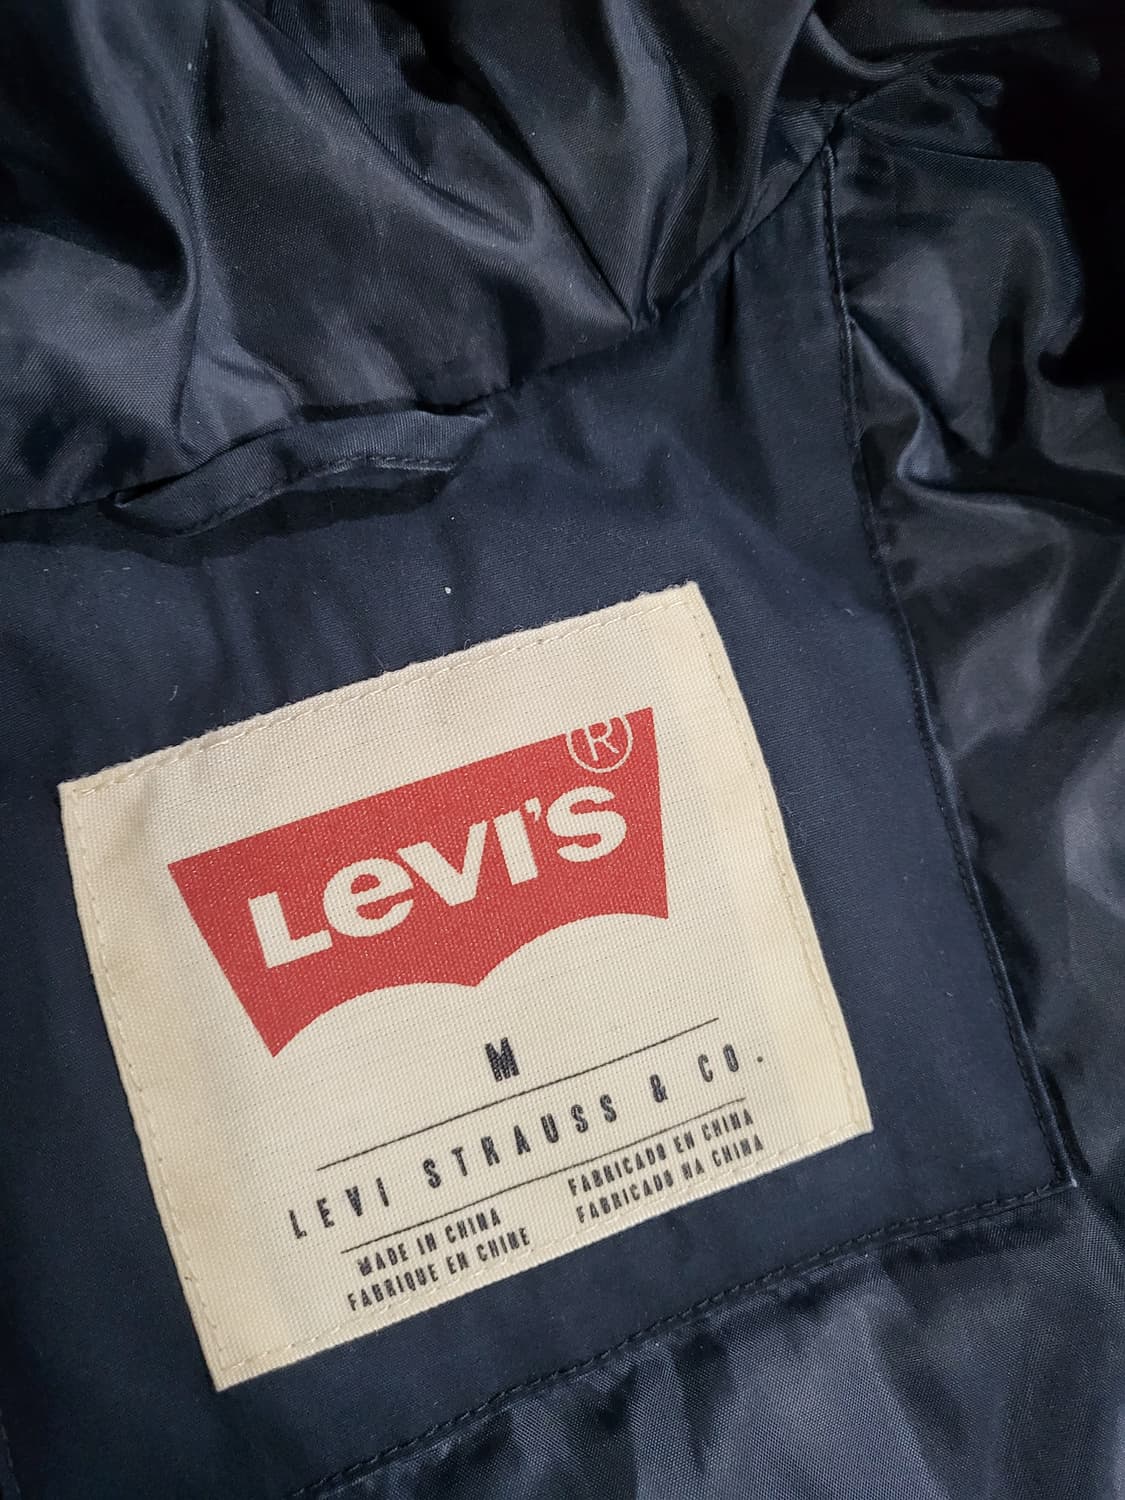 Levi's ®
M
LEVI STRAUSS & CO.
MADE IN CHINA
FABRIQUE EN CHINE
FABRICADO EN CHINA
FABRICADO NA CHINA